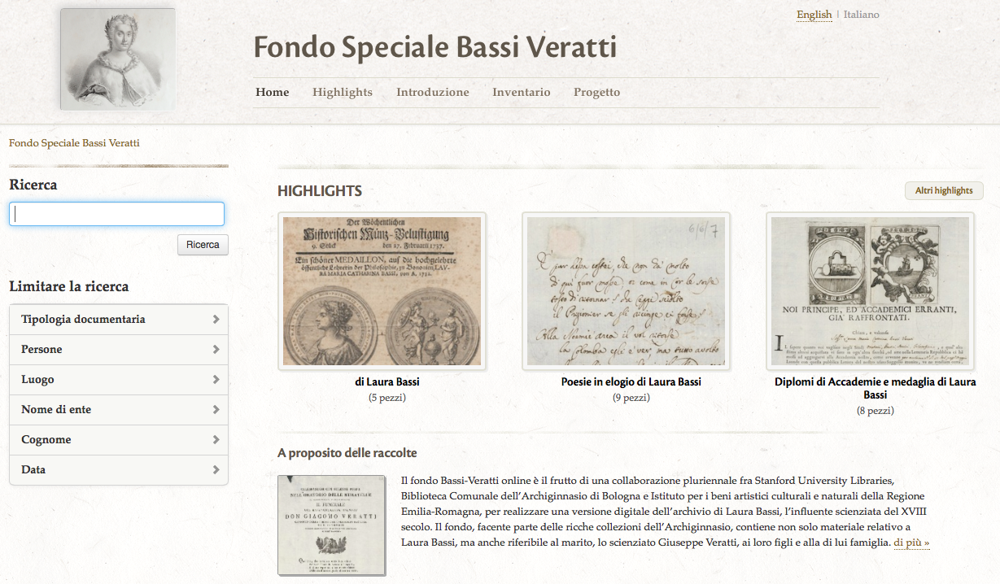 English | Italiano
Fondo Speciale Bassi Veratti
Home Highlights Introduzione Inventario Progetto
Fondo Speciale Bassi Veratti
Ricerca
Ricerca
Limitare la ricerca
Tipologia documentaria
Persone
Luogo
Nome di ente
Cognome
Data
HIGHLIGHTS
Altri highlights
Der Wöchentlichen
Historischen Münz-Belustigung
9. Stück den 27. Februarii 1737.
Ein schöner MEDAILLON, auf die hochgelehrte
öffentliche Lehrerin der Philosophie, zu Bononien, LAU-
RA MARIA CATHARINA BASSI, von A. 1732.
di Laura Bassi
(5 pezzi)
6/6/7
Poesie in elogio di Laura Bassi
(9 pezzi)
NOI PRINCIPE, ED ACCADEMICI ERRANTI,
GIA' RAFFRONTATI.
Diplomi di Accademie e medaglia di Laura
Bassi
(8 pezzi)
A proposito delle raccolte
NELL'ORATORIO DELLE MURATELLE
IL FUNERALE
DON GIACOMO VERATTI
Il fondo Bassi-Veratti online è il frutto di una collaborazione pluriennale fra Stanford University Libraries,
Biblioteca Comunale dell'Archiginnasio di Bologna e Istituto per i beni artistici culturali e naturali della Regione
Emilia-Romagna, per realizzare una versione digitale dell'archivio di Laura Bassi, l'influente scienziata del XVIII
secolo. Il fondo, facente parte delle ricche collezioni dell'Archiginnasio, contiene non solo materiale relativo a
Laura Bassi, ma anche riferibile al marito, lo scienziato Giuseppe Veratti, ai loro figli e alla di lui famiglia. di più »